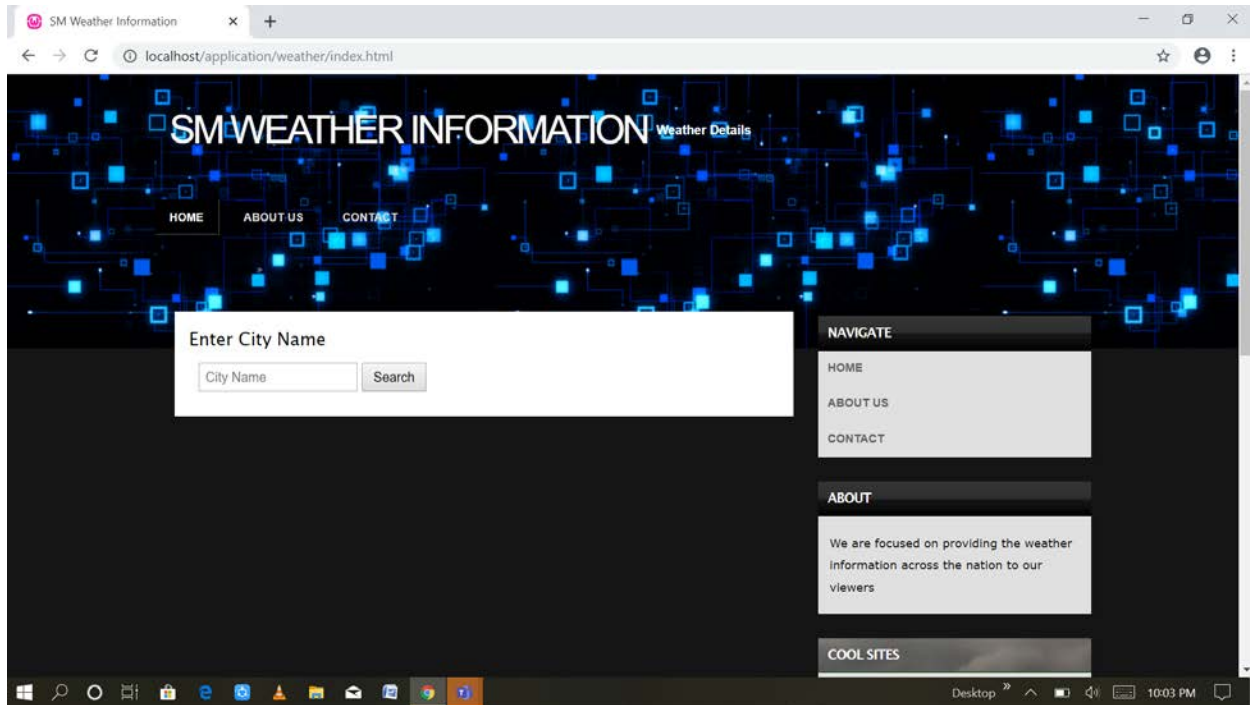 SM Weather Information
localhost/application/weather/index.html
SM WEATHER INFORMATION Weather Details
HOME ABOUT US CONTACT
Enter City Name
City Name Search
NAVIGATE
HOME
ABOUT US
CONTACT
ABOUT
We are focused on providing the weather
information across the nation to our
viewers
COOL SITES
Desktop 10:03 PM